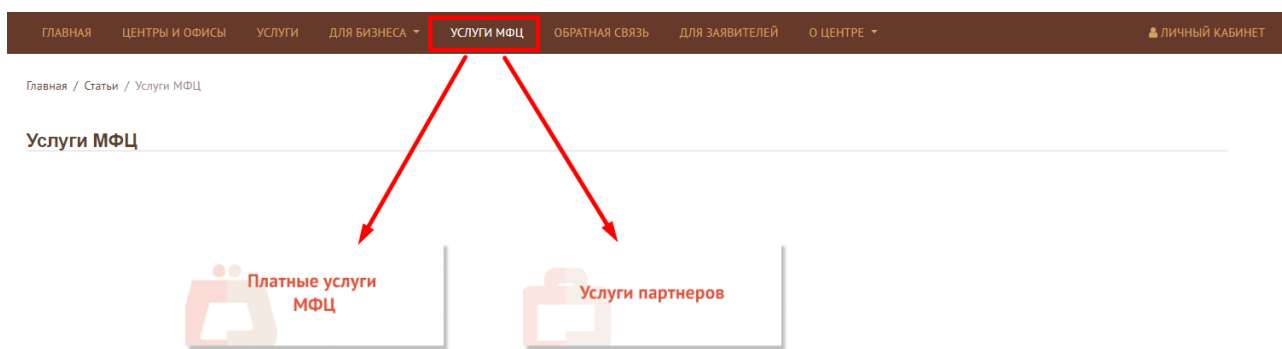 ГЛАВНАЯ ЦЕНТРЫ И ОФИСЫ УСЛУГИ ДЛЯ БИЗНЕСА УСЛУГИ МФЦ ОБРАТНАЯ СВЯЗЬ ДЛЯ ЗАЯВИТЕЛЕЙ О ЦЕНТРЕ ЛИЧНЫЙ КАБИНЕТ
Главная / Статьи / Услуги МФЦ
Услуги МФЦ
Платные услуги
МФЦ
Услуги партнеров